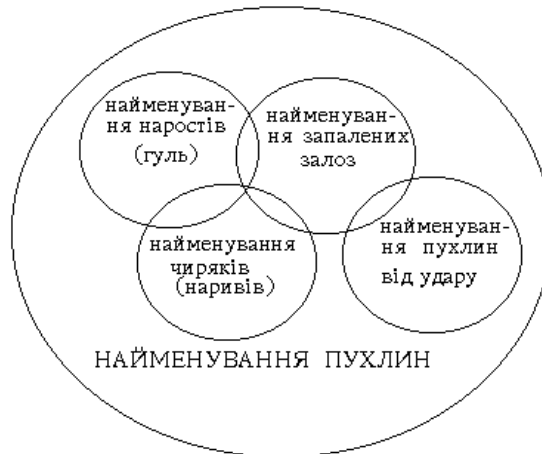 найменуван-
ня наростів
(гуль)
найменуван-
ня запалених
залоз
найменування
чиряків
(наривів)
найменуван-
ня пухлин
від удару
НАЙМЕНУВАННЯ ПУХЛИН